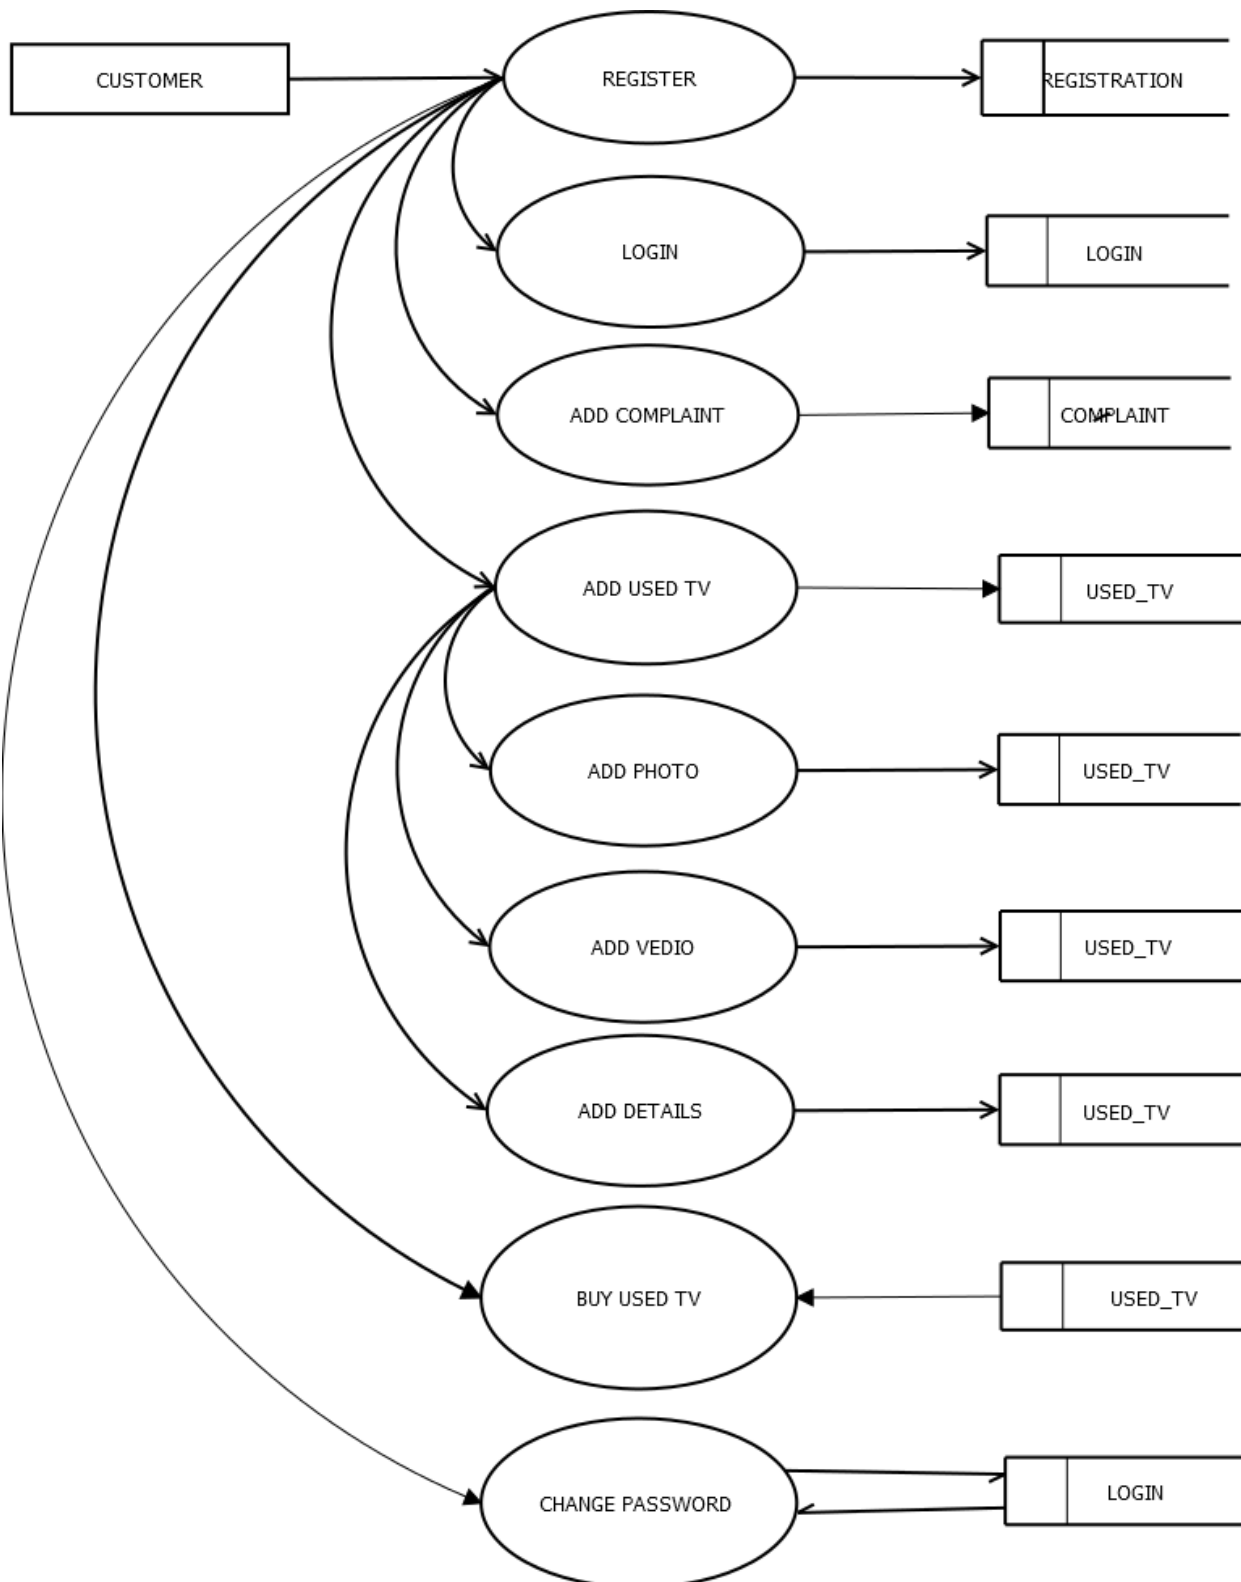 CUSTOMER
REGISTER
REGISTRATION
LOGIN
LOGIN
ADD COMPLAINT
COMPLAINT
ADD USED TV
USED_TV
ADD PHOTO
USED_TV
ADD VEDIO
USED_TV
ADD DETAILS
USED_TV
BUY USED TV
USED_TV
CHANGE PASSWORD
LOGIN